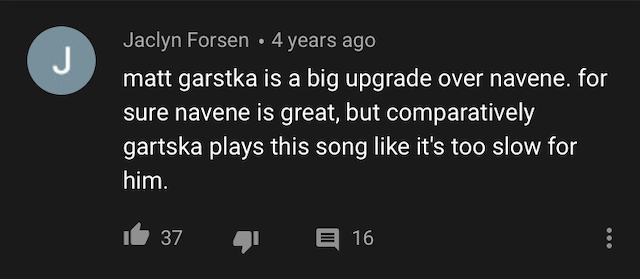 J
Jaclyn Forsen • 4 years ago
matt garstka is a big upgrade over navene. for
sure navene is great, but comparatively
gartska plays this song like it's too slow for
him.
37 16